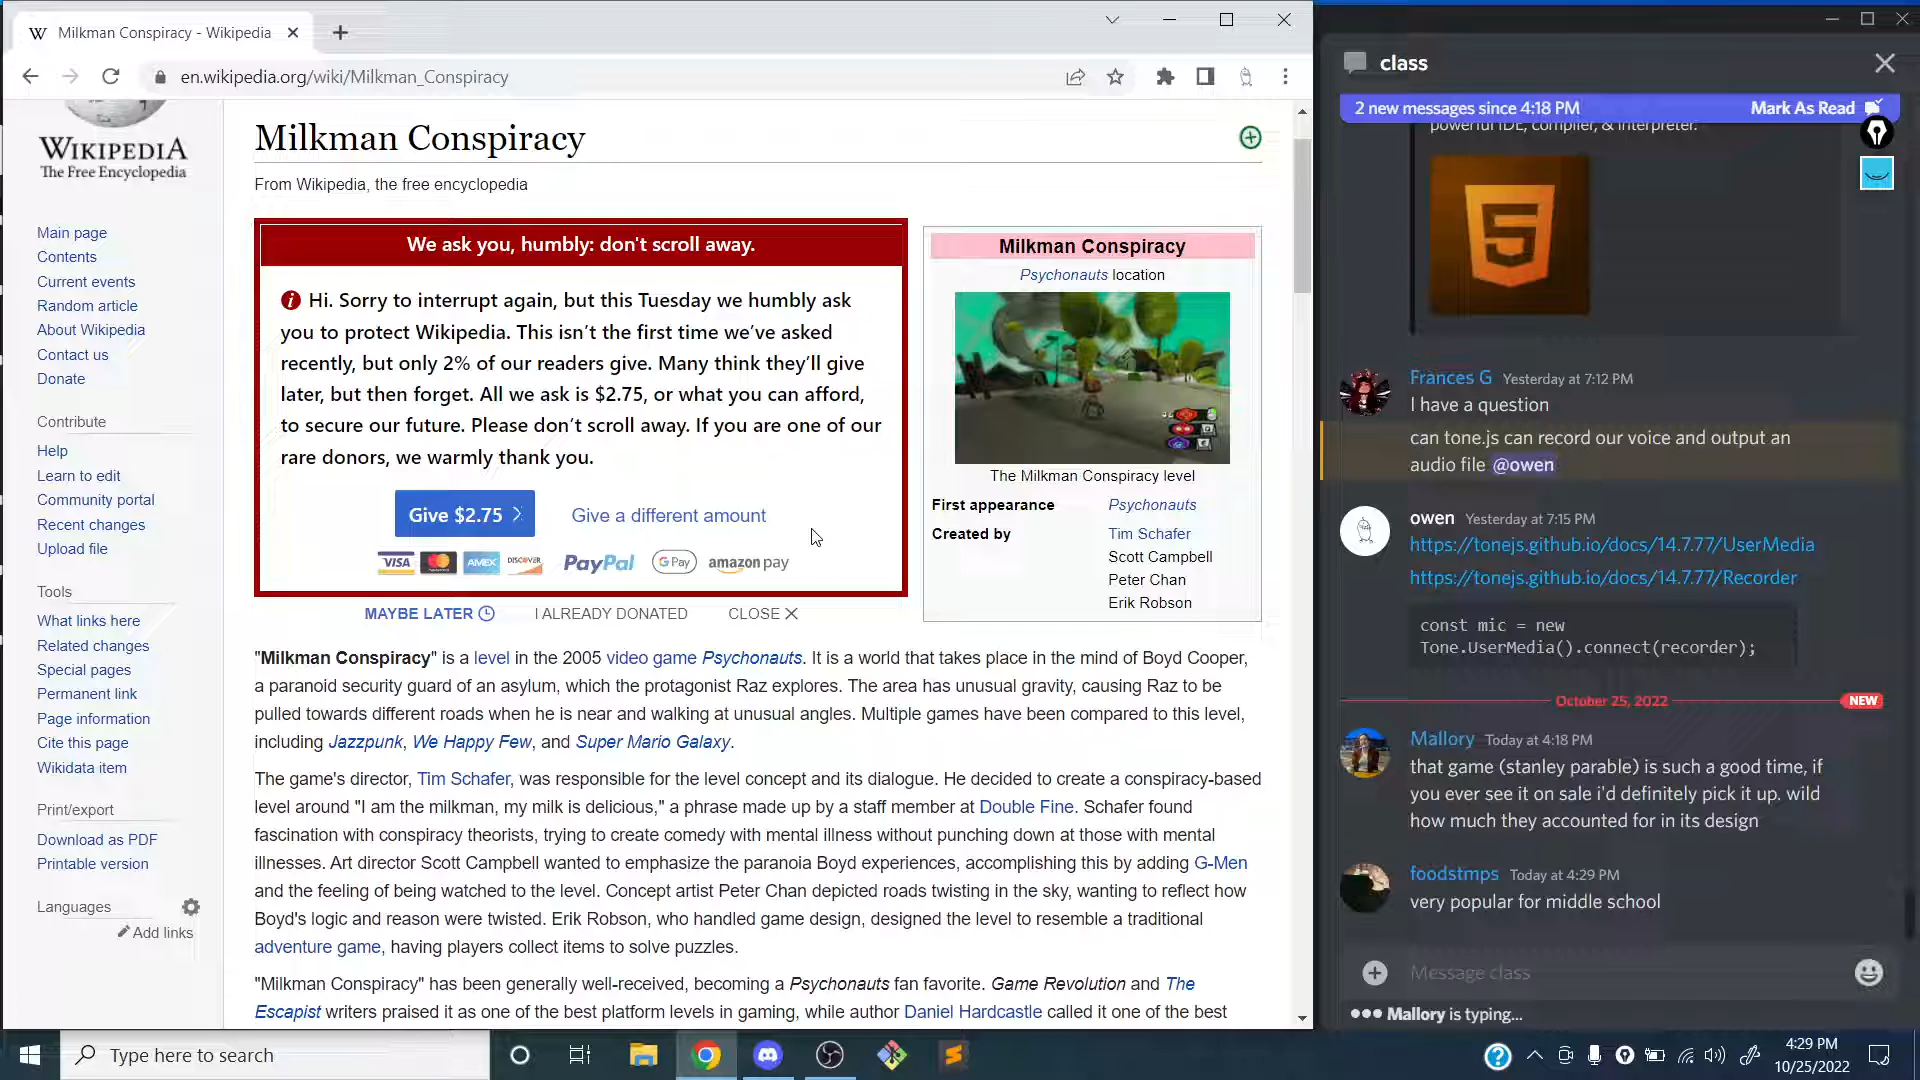 Milkman Conspiracy - Wikipedia
en.wikipedia.org/wiki/Milkman_Conspiracy
WIKIPEDIA
The Free Encyclopedia
Main page
Contents
Current events
Random article
About Wikipedia
Contact us
Donate
Contribute
Help
Learn to edit
Community portal
Recent changes
Upload file
Tools
What links here
Related changes
Special pages
Permanent link
Page information
Cite this page
Wikidata item
Print/export
Download as PDF
Printable version
Languages
Add links
Milkman Conspiracy
From Wikipedia, the free encyclopedia
We ask you, humbly: don't scroll away.
Hi. Sorry to interrupt again, but this Tuesday we humbly ask
you to protect Wikipedia. This isn’t the first time we’ve asked
recently, but only 2% of our readers give. Many think they’ll give
later, but then forget. All we ask is $2.75, or what you can afford,
to secure our future. Please don’t scroll away. If you are one of our
rare donors, we warmly thank you.
Give $2.75
Give a different amount
VISA AMEX DISCOVER PayPal G Pay amazon pay
MAYBE LATER I ALREADY DONATED CLOSE
Milkman Conspiracy
Psychonauts location
The Milkman Conspiracy level
First appearance Psychonauts
Created by Tim Schafer
Scott Campbell
Peter Chan
Erik Robson
"Milkman Conspiracy" is a level in the 2005 video game Psychonauts. It is a world that takes place in the mind of Boyd Cooper,
a paranoid security guard of an asylum, which the protagonist Raz explores. The area has unusual gravity, causing Raz to be
pulled towards different roads when he is near and walking at unusual angles. Multiple games have been compared to this level,
including Jazzpunk, We Happy Few, and Super Mario Galaxy.
The game's director, Tim Schafer, was responsible for the level concept and its dialogue. He decided to create a conspiracy-based
level around "I am the milkman, my milk is delicious," a phrase made up by a staff member at Double Fine. Schafer found
fascination with conspiracy theorists, trying to create comedy with mental illness without punching down at those with mental
illnesses. Art director Scott Campbell wanted to emphasize the paranoia Boyd experiences, accomplishing this by adding G-Men
and the feeling of being watched to the level. Concept artist Peter Chan depicted roads twisting in the sky, wanting to reflect how
Boyd's logic and reason were twisted. Erik Robson, who handled game design, designed the level to resemble a traditional
adventure game, having players collect items to solve puzzles.
"Milkman Conspiracy" has been generally well-received, becoming a Psychonauts fan favorite. Game Revolution and The
Escapist writers praised it as one of the best platform levels in gaming, while author Daniel Hardcastle called it one of the best
class
2 new messages since 4:18 PM Mark As Read
powerful IDE, compiler, & interpreter.
Frances G Yesterday at 7:12 PM
I have a question
can tone.js can record our voice and output an
audio file @owen
owen Yesterday at 7:15 PM
https://tonejs.github.io/docs/14.7.77/UserMedia
https://tonejs.github.io/docs/14.7.77/Recorder
const mic = new
Tone.UserMedia().connect(recorder);
October 25, 2022 NEW
Mallory Today at 4:18 PM
that game (stanley parable) is such a good time, if
you ever see it on sale i'd definitely pick it up. wild
how much they accounted for in its design
foodstmps Today at 4:29 PM
very popular for middle school
Message class
Mallory is typing...
Type here to search
4:29 PM
10/25/2022